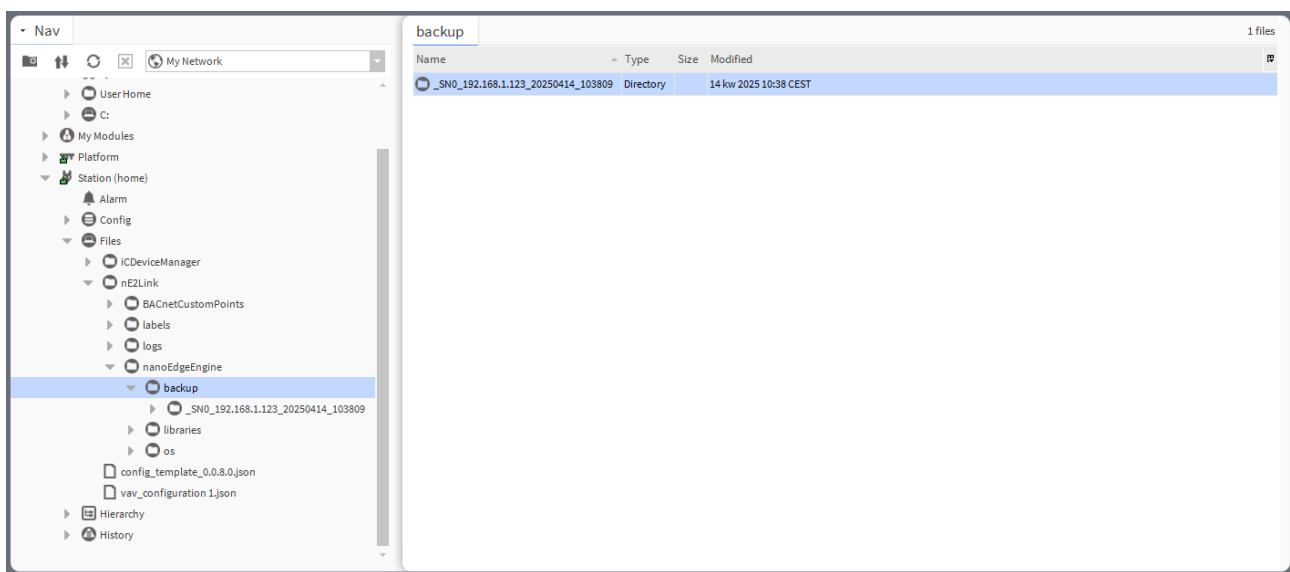 Nav
My Network
UserHome
C:
My Modules
Platform
Station (home)
Alarm
Config
Files
iCDeviceManager
nE2Link
BACnetCustomPoints
labels
logs
nanoEdgeEngine
backup
_SN0_192.168.1.123_20250414_103809
libraries
os
config_template_0.0.8.0.json
vav_configuration 1.json
Hierarchy
History
backup 1 files
Name Type Size Modified
_SN0_192.168.1.123_20250414_103809 Directory 14 kw 2025 10:38 CEST